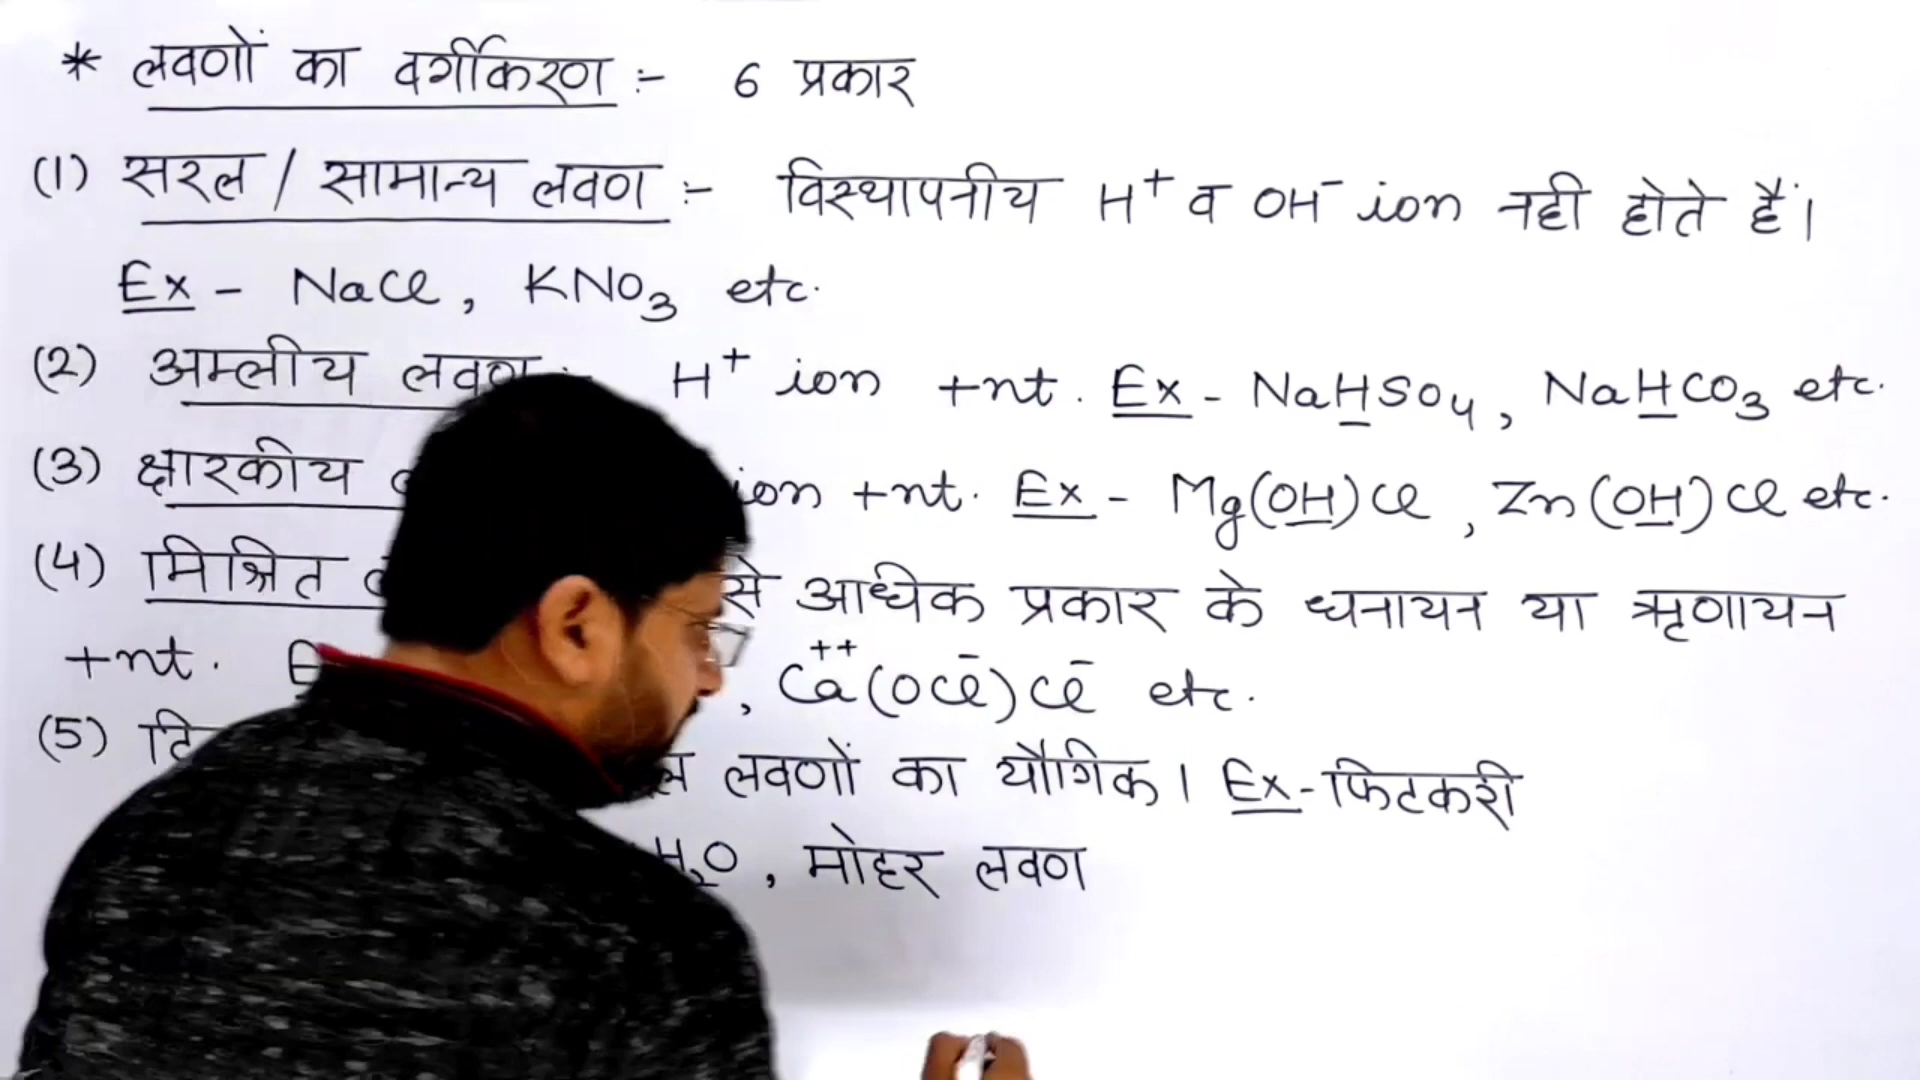 * लवणों का वर्गीकरण :- 6 प्रकार
(1) सरल / सामान्य लवण :- विस्थापनीय H⁺ व OH⁻ ion नही होते हैं।
Ex - NaCl, KNO₃ etc.
(2) अम्लीय लवण :- H⁺ ion +nt. Ex - NaHSO₄, NaHCO₃ etc.
(3) क्षारकीय ion +nt. Ex - Mg(OH)Cl, Zn(OH)Cl etc.
(4) मिश्रित से अधिक प्रकार के धनायन या ऋणायन
+nt. , Ca⁺⁺(OCl⁻)Cl⁻ etc.
(5) लवणों का यौगिक। Ex-फिटकरी
H₂O, मोहर लवण